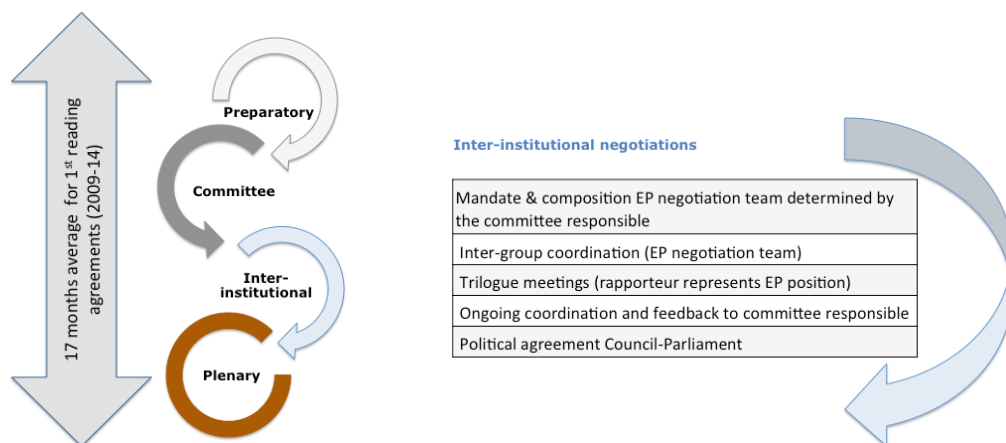 17 months average for 1st reading
agreements (2009-14)
Preparatory
Committee
Inter-
institutional
Plenary
Inter-institutional negotiations
Mandate & composition EP negotiation team determined by
the committee responsible
Inter-group coordination (EP negotiation team)
Trilogue meetings (rapporteur represents EP position)
Ongoing coordination and feedback to committee responsible
Political agreement Council-Parliament